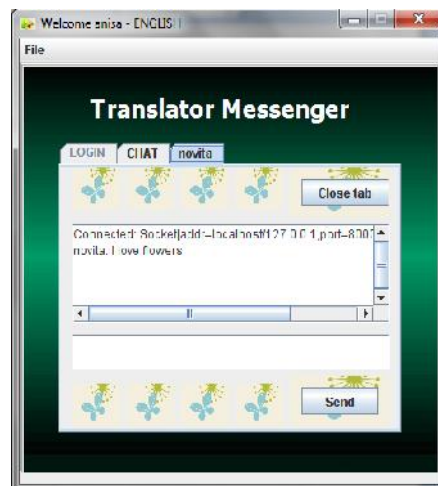 Welcome anisa - ENGLISH
File
Translator Messenger
LOGIN CHAT novita
Close tab
Connected: Socket[addr=localhost/127.0.0.1,port=8000
novita: I love flowers
Send